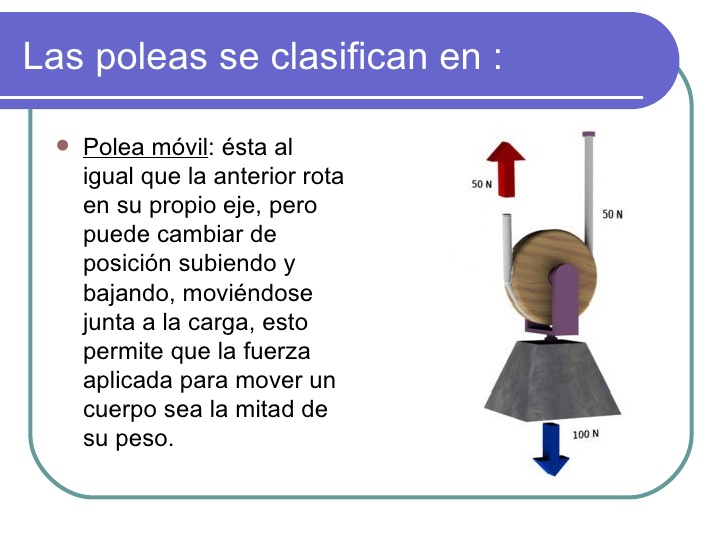 Las poleas se clasifican en :
Polea móvil: ésta al
igual que la anterior rota
en su propio eje, pero
puede cambiar de
posición subiendo y
bajando, moviéndose
junta a la carga, esto
permite que la fuerza
aplicada para mover un
cuerpo sea la mitad de
su peso.
50 N
50 N
100 N